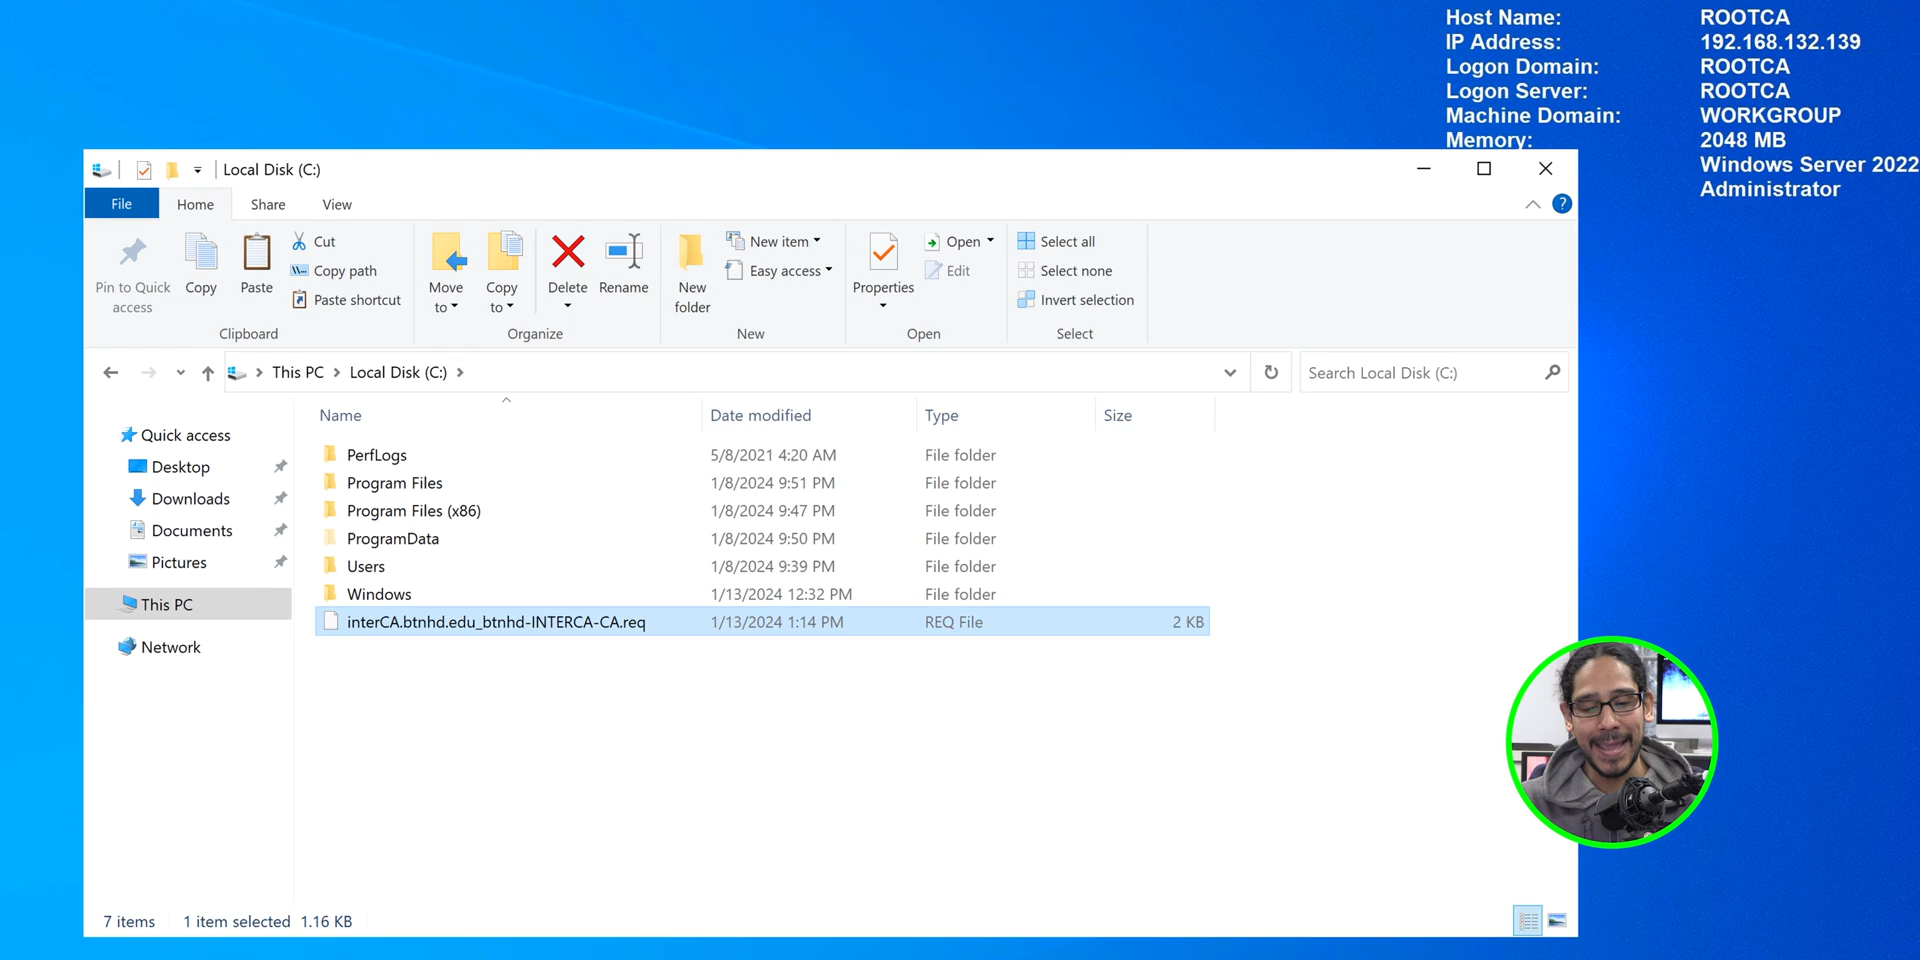 Host Name: ROOTCA
IP Address: 192.168.132.139
Logon Domain: ROOTCA
Logon Server: ROOTCA
Machine Domain: WORKGROUP
Memory: 2048 MB
Windows Server 2022
Administrator
Local Disk (C:)
File Home Share View
?
Pin to Quick access
Copy
Paste
Cut
Copy path
Paste shortcut
Clipboard
Move to
Copy to
Delete
Rename
Organize
New folder
New item
Easy access
New
Properties
Open
Edit
Open
Select all
Select none
Invert selection
Select
This PC > Local Disk (C:) >
Search Local Disk (C:)
Quick access
Desktop
Downloads
Documents
Pictures
This PC
Network
Name Date modified Type Size
PerfLogs 5/8/2021 4:20 AM File folder
Program Files 1/8/2024 9:51 PM File folder
Program Files (x86) 1/8/2024 9:47 PM File folder
ProgramData 1/8/2024 9:50 PM File folder
Users 1/8/2024 9:39 PM File folder
Windows 1/13/2024 12:32 PM File folder
interCA.btnhd.edu_btnhd-INTERCA-CA.req 1/13/2024 1:14 PM REQ File 2 KB
7 items 1 item selected 1.16 KB